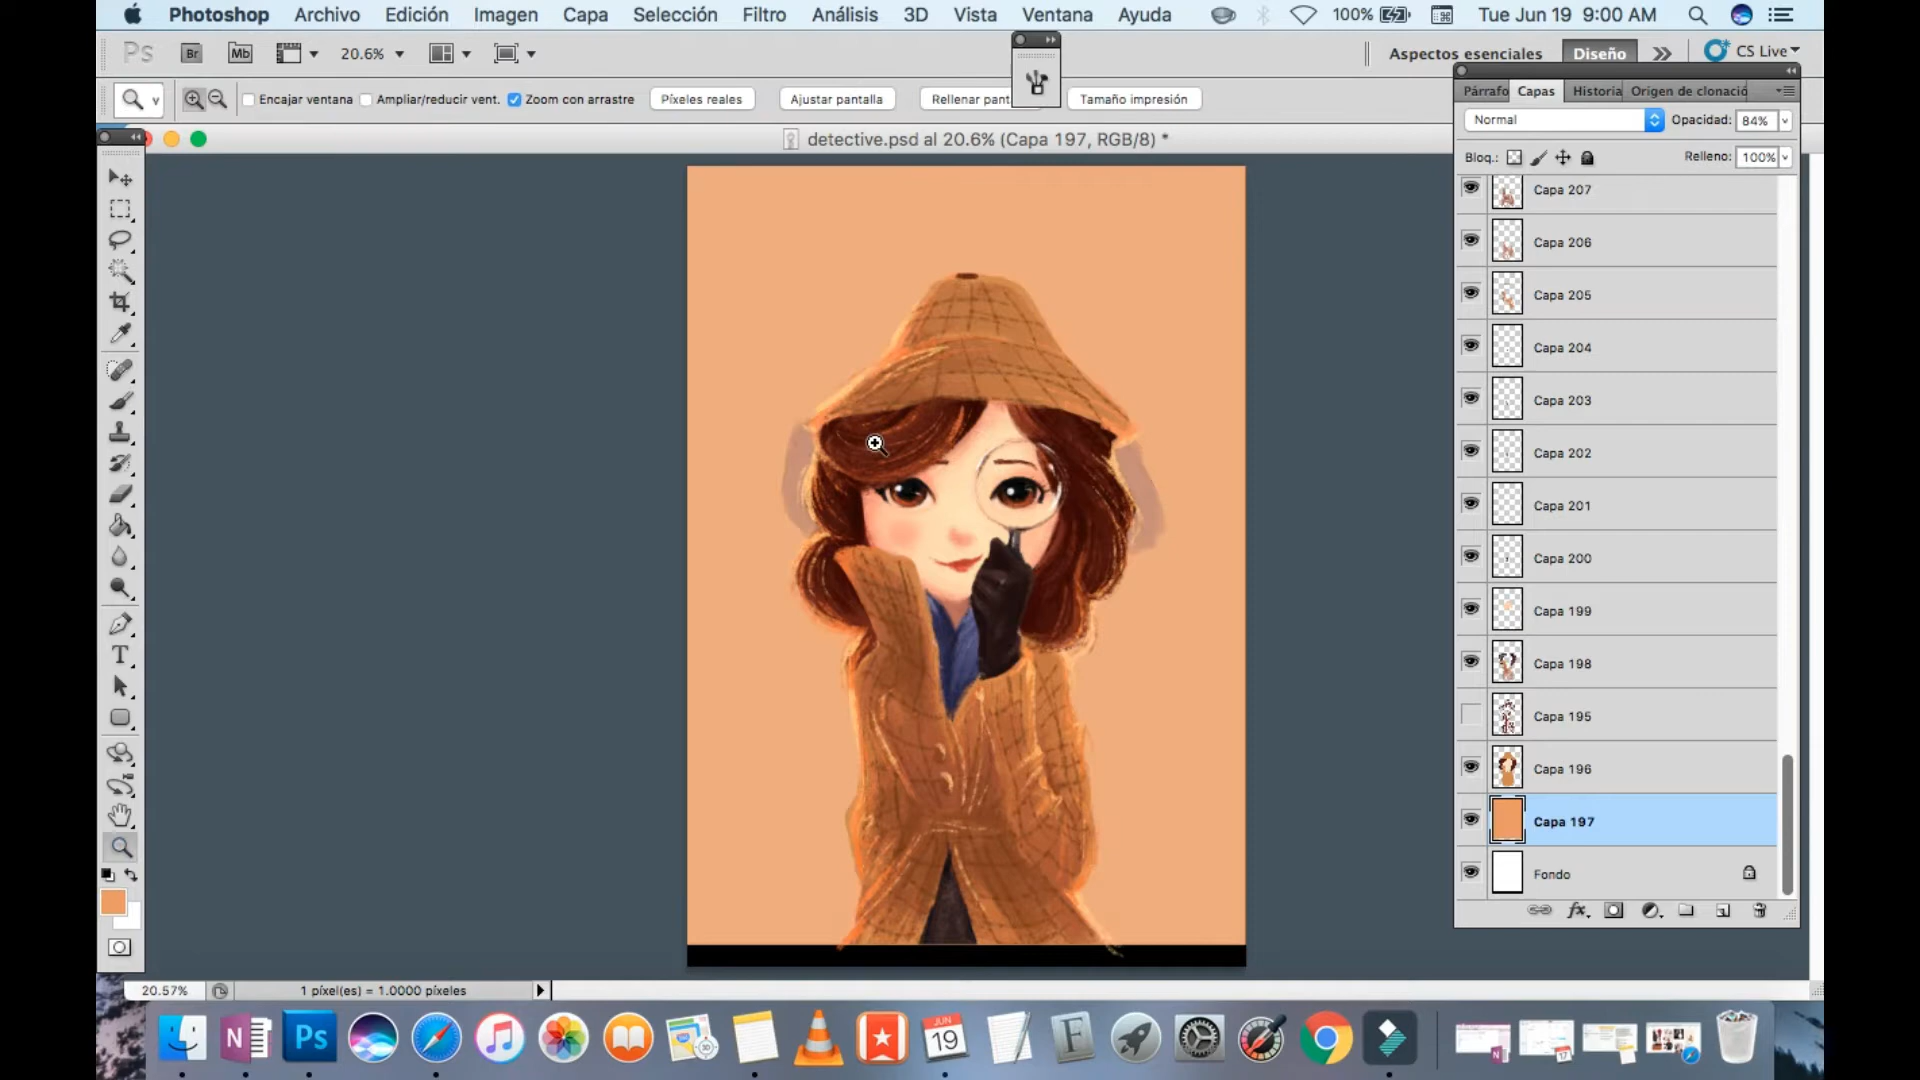 Photoshop Archivo Edición Imagen Capa Selección Filtro Análisis 3D Vista Ventana Ayuda 100% Tue Jun 19 9:00 AM
Ps Br Mb 20.6% Aspectos esenciales Diseño CS Live
Encajar ventana Ampliar/reducir vent. Zoom con arrastre Píxeles reales Ajustar pantalla Rellenar pant Tamaño impresión
detective.psd al 20.6% (Capa 197, RGB/8) *
Párrafo Capas Historia Origen de clonació
Normal Opacidad: 84%
Bloq.: Relleno: 100%
Capa 207
Capa 206
Capa 205
Capa 204
Capa 203
Capa 202
Capa 201
Capa 200
Capa 199
Capa 198
Capa 195
Capa 196
Capa 197
Fondo
fx
T
20.57% 1 píxel(es) = 1.0000 píxeles
N Ps JUN 19 F